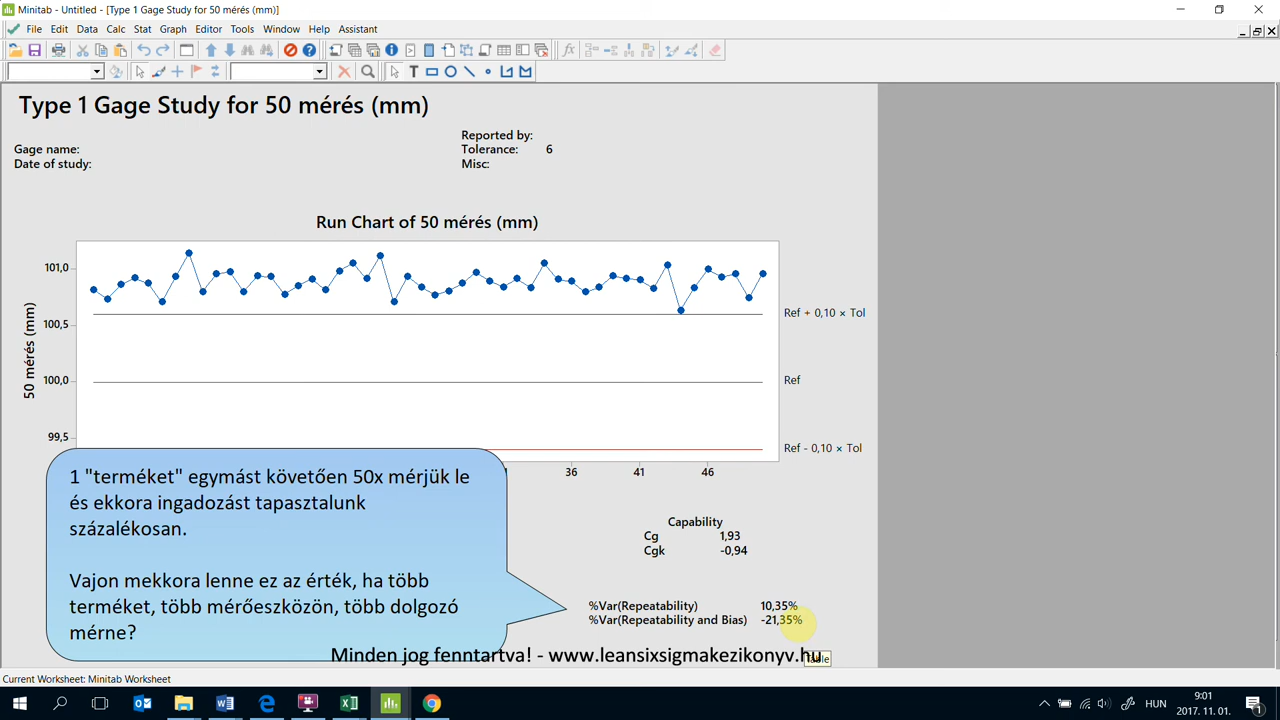 Minitab - Untitled - [Type 1 Gage Study for 50 mérés (mm)]
File Edit Data Calc Stat Graph Editor Tools Window Help Assistant
Type 1 Gage Study for 50 mérés (mm)
Reported by:
Gage name:
Tolerance: 6
Date of study:
Misc:
Run Chart of 50 mérés (mm)
50 mérés (mm)
101,0
100,5
100,0
99,5
Ref + 0,10 × Tol
Ref
Ref - 0,10 × Tol
36 41 46
1 "terméket" egymást követően 50x mérjük le
és ekkora ingadozást tapasztalunk
százalékosan.
Vajon mekkora lenne ez az érték, ha több
terméket, több mérőeszközön, több dolgozó
mérne?
Capability
Cg 1,93
Cgk -0,94
%Var(Repeatability) 10,35%
%Var(Repeatability and Bias) -21,35%
Minden jog fenntartva! - www.leansixsigmakezikonyv.hu
Table
Current Worksheet: Minitab Worksheet
HUN
9:01
2017. 11. 01.
1